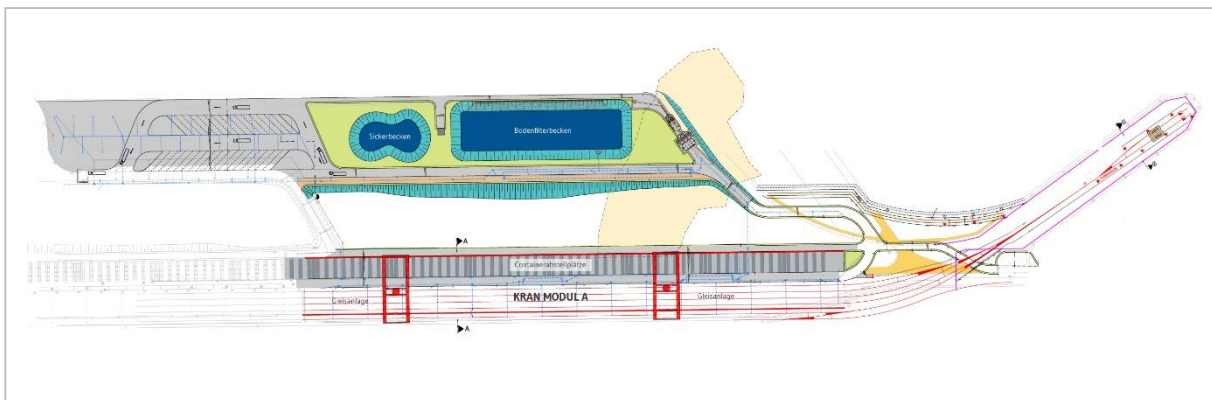 Sickerbecken
Bodenfilterbecken
A
B
B
Containerabstellplätze
Gleisanlage
KRAN MODUL A
Gleisanlage
A